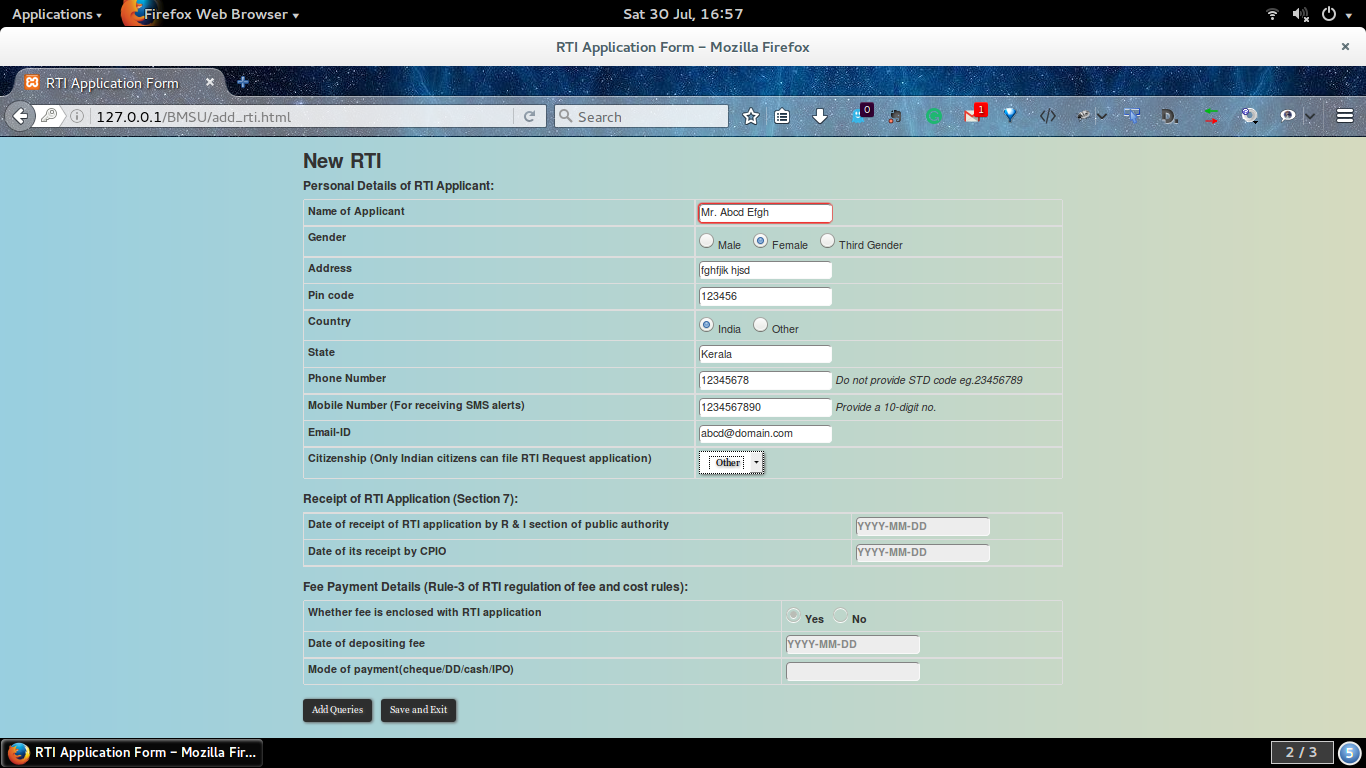 Applications Firefox Web Browser Sat 30 Jul, 16:57
RTI Application Form – Mozilla Firefox ×
RTI Application Form × +
127.0.0.1/BMSU/add_rti.html Search 0 1 </> D.
New RTI
Personal Details of RTI Applicant:
Name of Applicant Mr. Abcd Efgh
Gender Male Female Third Gender
Address fghfjik hjsd
Pin code 123456
Country India Other
State Kerala
Phone Number 12345678 Do not provide STD code eg.23456789
Mobile Number (For receiving SMS alerts) 1234567890 Provide a 10-digit no.
Email-ID abcd@domain.com
Citizenship (Only Indian citizens can file RTI Request application) Other
Receipt of RTI Application (Section 7):
Date of receipt of RTI application by R & I section of public authority YYYY-MM-DD
Date of its receipt by CPIO YYYY-MM-DD
Fee Payment Details (Rule-3 of RTI regulation of fee and cost rules):
Whether fee is enclosed with RTI application Yes No
Date of depositing fee YYYY-MM-DD
Mode of payment(cheque/DD/cash/IPO)
Add Queries Save and Exit
RTI Application Form – Mozilla Fir... 2 / 3 5